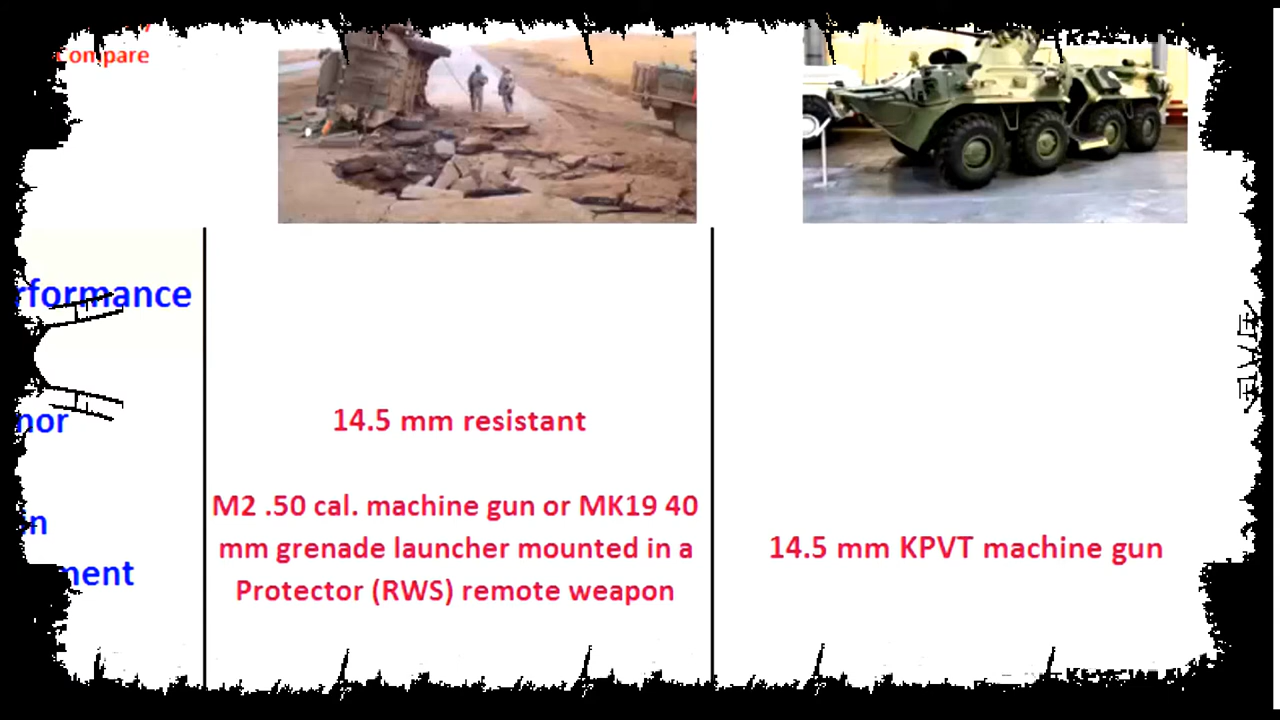 Compare
rformance
nor
14.5 mm resistant
in
M2 .50 cal. machine gun or MK19 40
mm grenade launcher mounted in a
Protector (RWS) remote weapon
ment
14.5 mm KPVT machine gun